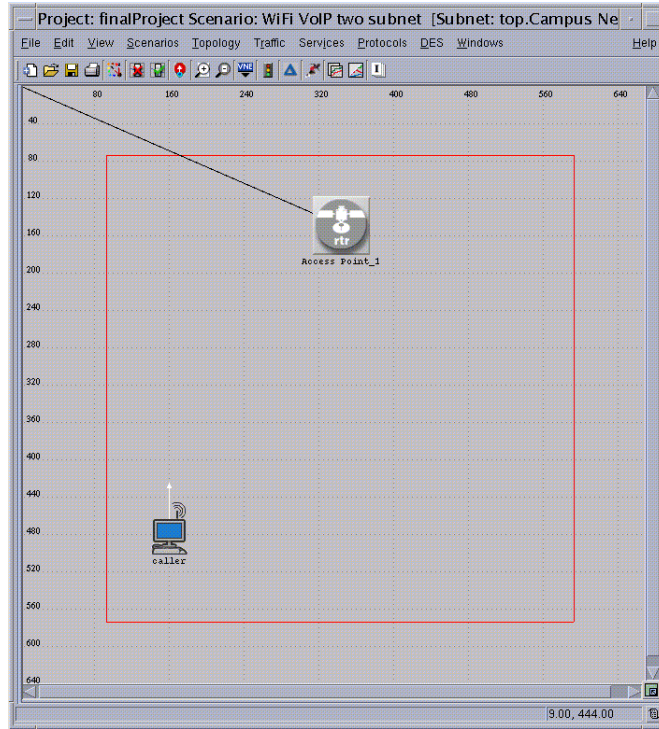 Project: finalProject Scenario: WiFi VoIP two subnet [Subnet: top.Campus Ne
File Edit View Scenarios Topology Traffic Services Protocols DES Windows Help
VNE
80 160 240 320 400 480 560 640
40
80
120
160
rtr
Access Point_1
200
240
280
320
360
400
440
480
caller
520
560
600
640
9.00, 444.00